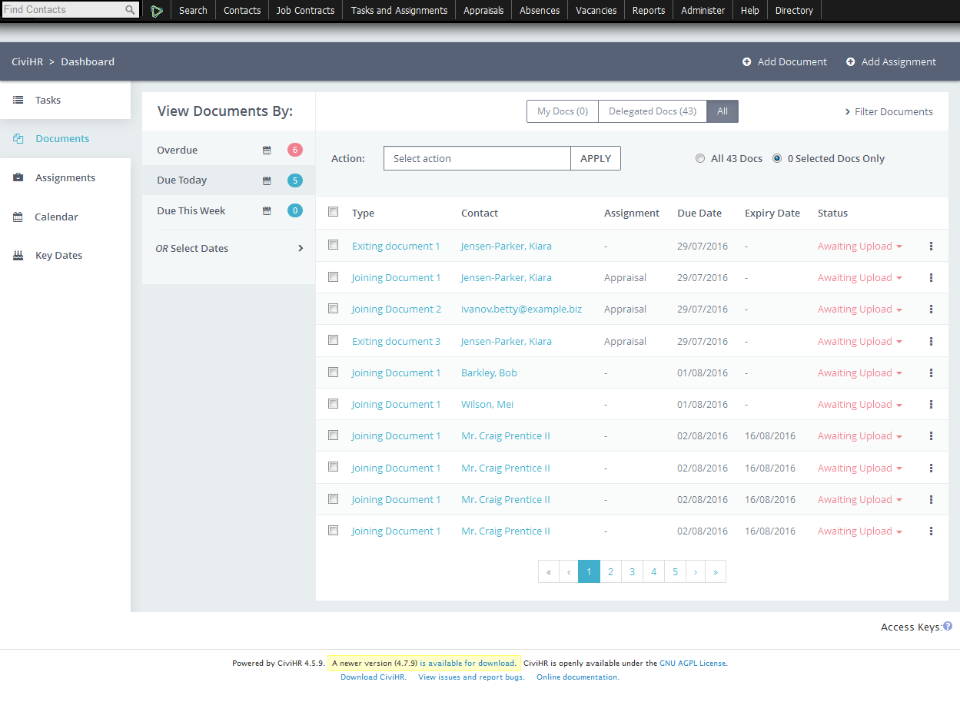 Find Contacts Search Contacts Job Contracts Tasks and Assignments Appraisals Absences Vacancies Reports Administer Help Directory
CiviHR > Dashboard Add Document Add Assignment
Tasks
Documents
Assignments
Calendar
Key Dates
View Documents By:
Overdue 6
Due Today 5
Due This Week 0
OR Select Dates
My Docs (0) Delegated Docs (43) All Filter Documents
Action: Select action APPLY All 43 Docs 0 Selected Docs Only
Type Contact Assignment Due Date Expiry Date Status
Exiting document 1 Jensen-Parker, Kiara - 29/07/2016 - Awaiting Upload
Joining Document 1 Jensen-Parker, Kiara Appraisal 29/07/2016 - Awaiting Upload
Joining Document 2 ivanov.betty@example.biz Appraisal 29/07/2016 - Awaiting Upload
Exiting document 3 Jensen-Parker, Kiara Appraisal 29/07/2016 - Awaiting Upload
Joining Document 1 Barkley, Bob - 01/08/2016 - Awaiting Upload
Joining Document 1 Wilson, Mei - 01/08/2016 - Awaiting Upload
Joining Document 1 Mr. Craig Prentice II - 02/08/2016 16/08/2016 Awaiting Upload
Joining Document 1 Mr. Craig Prentice II - 02/08/2016 16/08/2016 Awaiting Upload
Joining Document 1 Mr. Craig Prentice II - 02/08/2016 16/08/2016 Awaiting Upload
Joining Document 1 Mr. Craig Prentice II - 02/08/2016 16/08/2016 Awaiting Upload
« ‹ 1 2 3 4 5 › »
Access Keys:?
Powered by CiviHR 4.5.9. A newer version (4.7.9) is available for download. CiviHR is openly available under the GNU AGPL License.
Download CiviHR. View issues and report bugs. Online documentation.